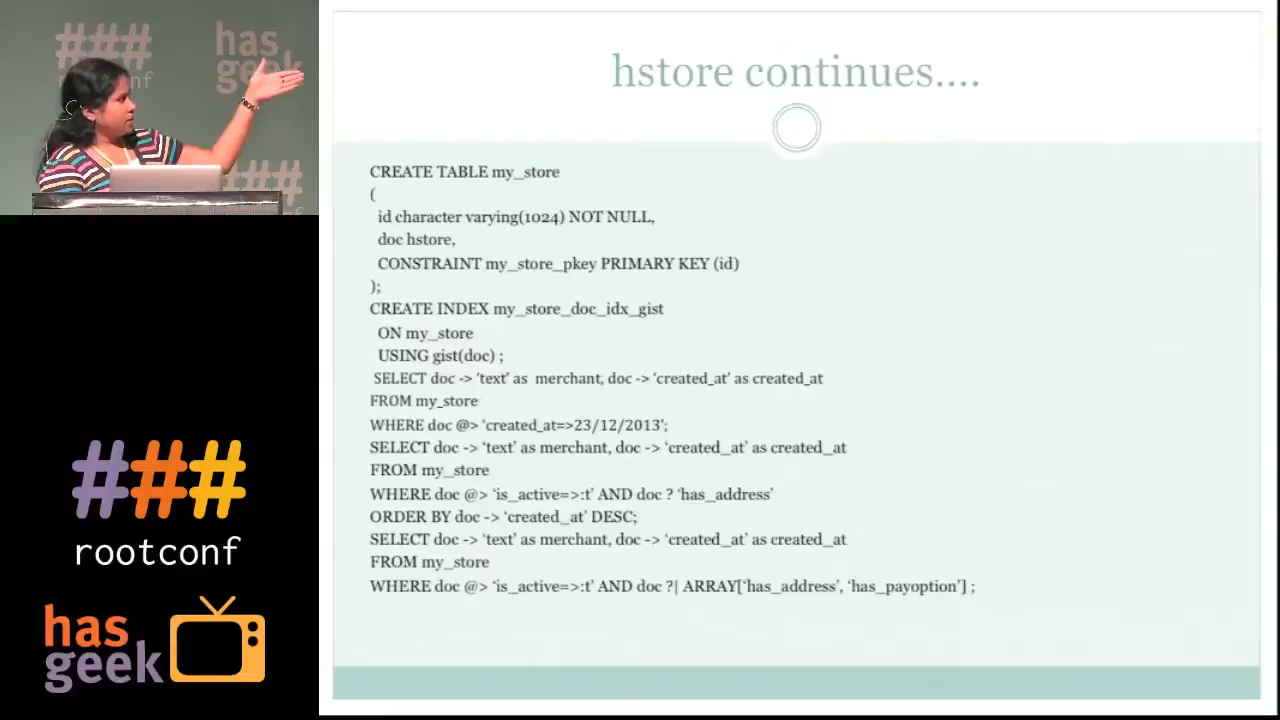 ###
rootconf
has
geek
###
hstore continues....
CREATE TABLE my_store
(
id character varying(1024) NOT NULL,
doc hstore,
CONSTRAINT my_store_pkey PRIMARY KEY (id)
);
CREATE INDEX my_store_doc_idx_gist
ON my_store
USING gist(doc) ;
SELECT doc -> ‘text’ as merchant, doc -> ‘created_at’ as created_at
FROM my_store
WHERE doc @> ‘created_at=>23/12/2013’;
SELECT doc -> ‘text’ as merchant, doc -> ‘created_at’ as created_at
FROM my_store
WHERE doc @> ‘is_active=>:t’ AND doc ? ‘has_address’
ORDER BY doc -> ‘created_at’ DESC;
SELECT doc -> ‘text’ as merchant, doc -> ‘created_at’ as created_at
FROM my_store
WHERE doc @> ‘is_active=>:t’ AND doc ?| ARRAY[‘has_address’, ‘has_payoption’] ;
###
rootconf
has
geek